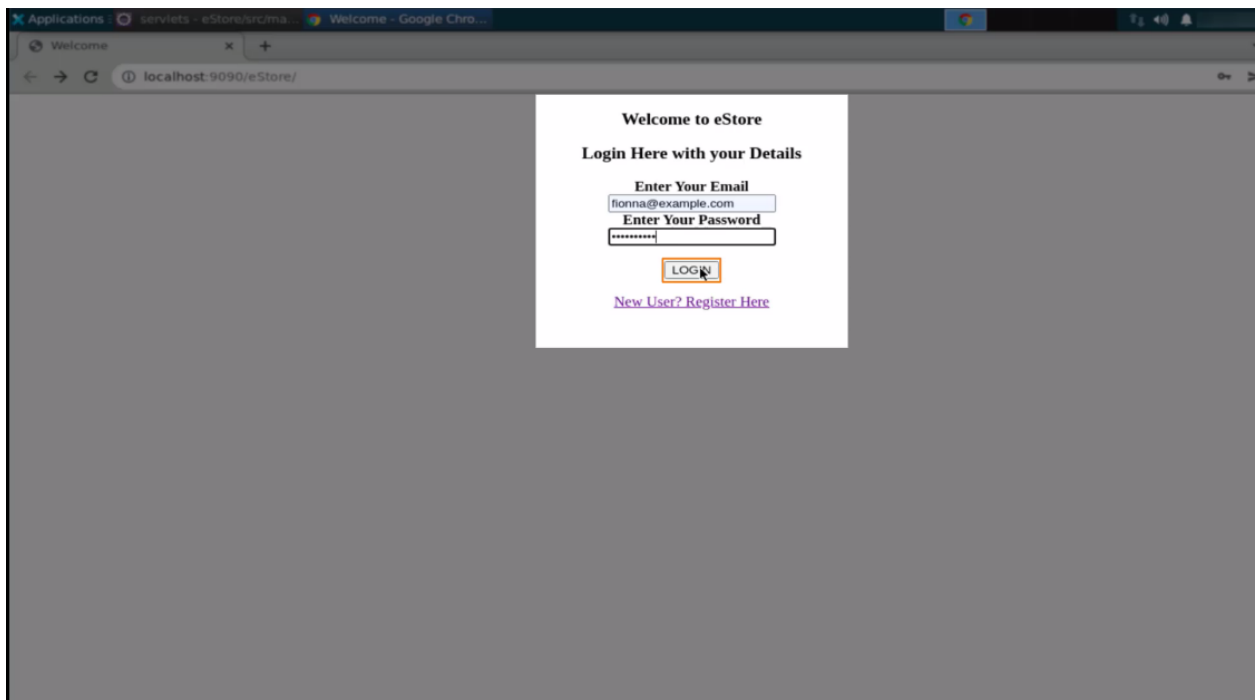 Applications : servlets - eStore/src/ma... Welcome - Google Chro...
Welcome × +
localhost:9090/eStore/
Welcome to eStore
Login Here with your Details
Enter Your Email
fionna@example.com
Enter Your Password
••••••••••
LOGIN
New User? Register Here